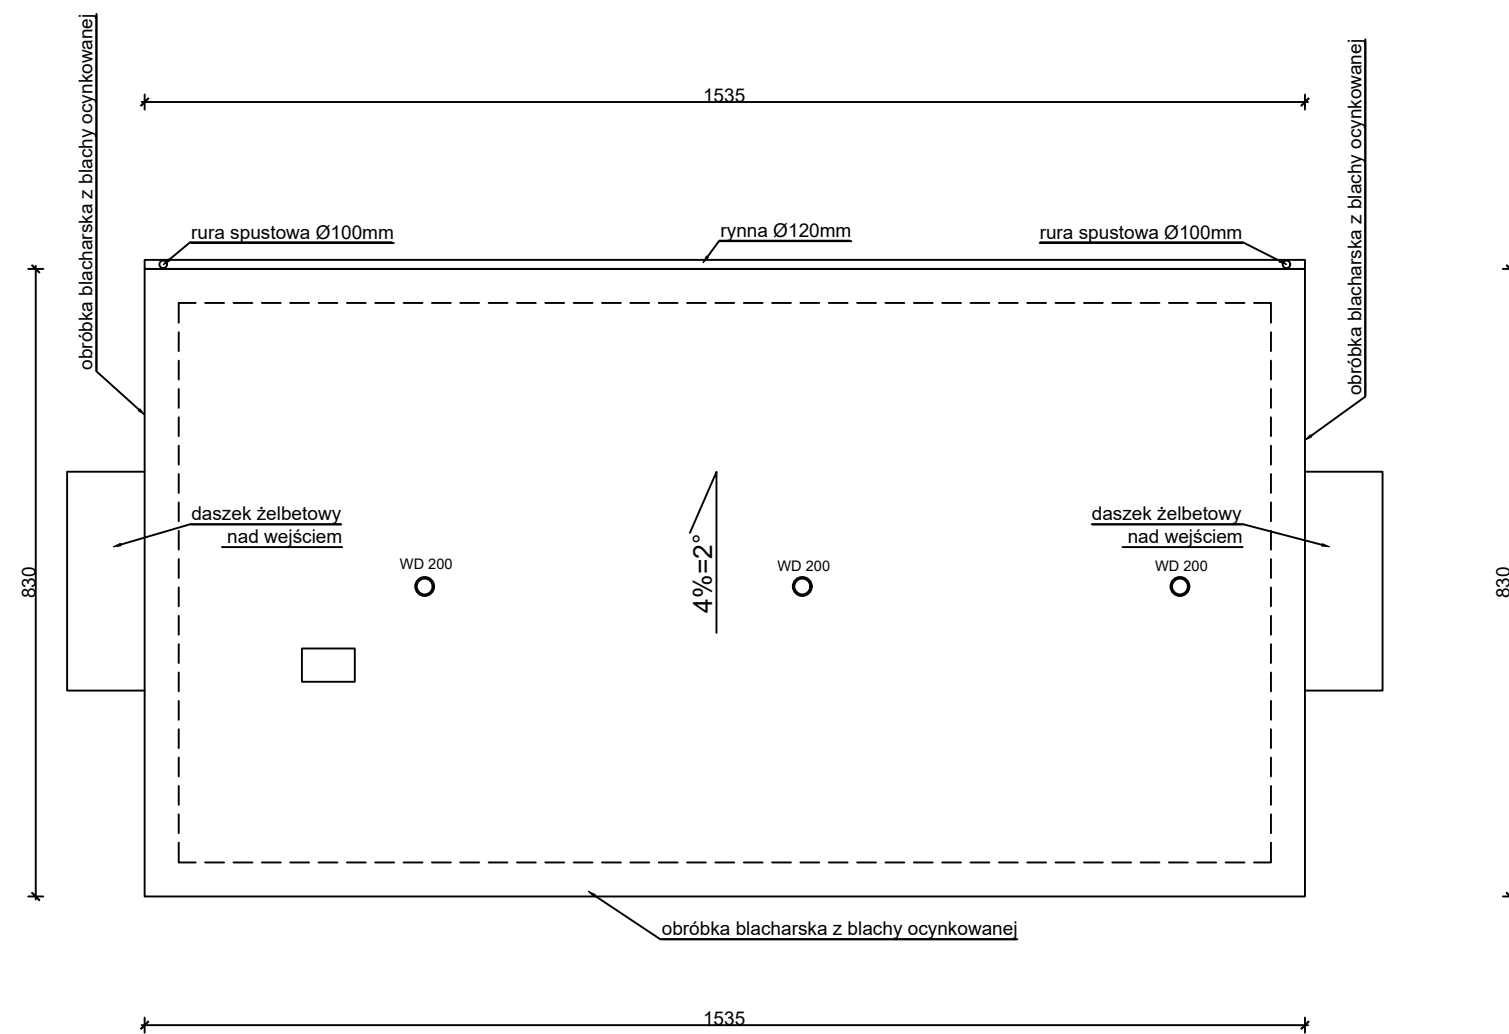 obróbka blacharska z blachy ocynkowanej
1535
obróbka blacharska z blachy ocynkowanej
rura spustowa Ø100mm
rynna Ø120mm
rura spustowa Ø100mm
daszek żelbetowy
nad wejściem
daszek żelbetowy
nad wejściem
WD 200
4%=2°
WD 200
WD 200
830
830
obróbka blacharska z blachy ocynkowanej
1535